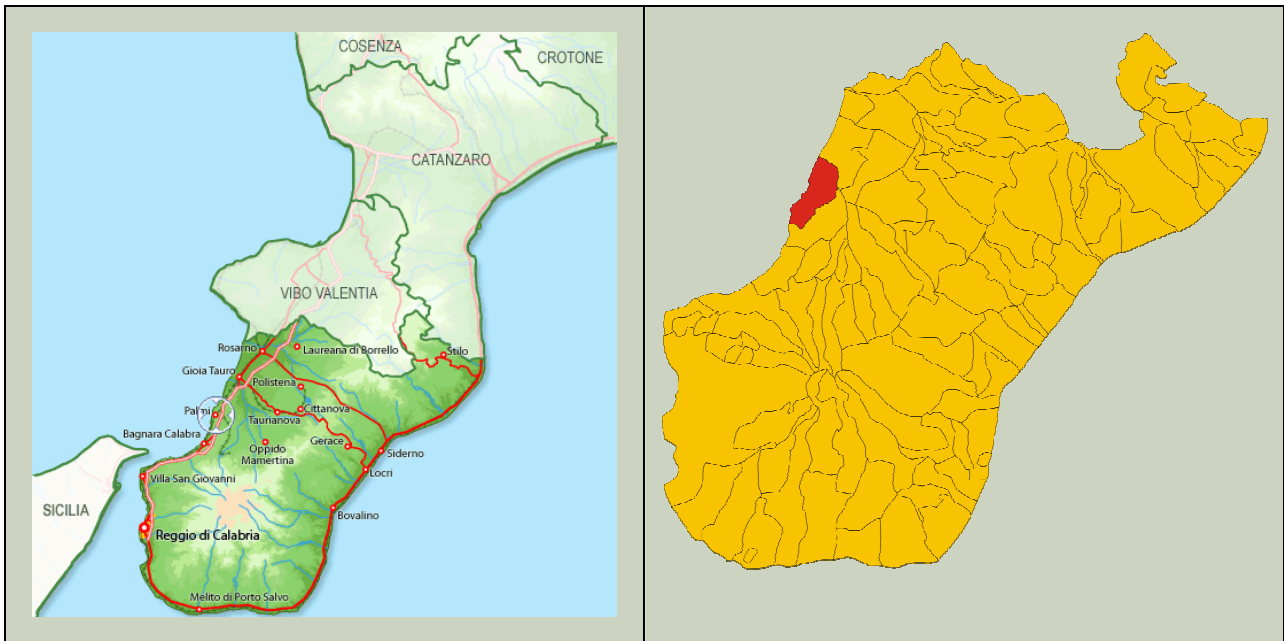 COSENZA
CROTONE
CATANZARO
VIBO VALENTIA
Rosarno
Laureana di Borrello
Stilo
Gioia Tauro
Polistena
Palmi
Cittanova
Taurianova
Bagnara Calabra
Gerace
Oppido
Mamertina
Siderno
Locri
Villa San Giovanni
SICILIA
Bovalino
Reggio di Calabria
Melito di Porto Salvo